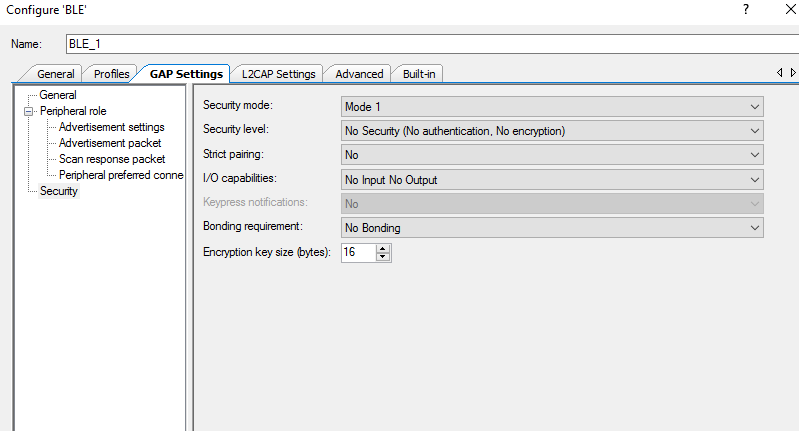 Configure 'BLE'
?
Name: BLE_1
General Profiles GAP Settings L2CAP Settings Advanced Built-in
General
Peripheral role
Advertisement settings
Advertisement packet
Scan response packet
Peripheral preferred conne
Security
Security mode: Mode 1
Security level: No Security (No authentication, No encryption)
Strict pairing: No
I/O capabilities: No Input No Output
Keypress notifications: No
Bonding requirement: No Bonding
Encryption key size (bytes): 16